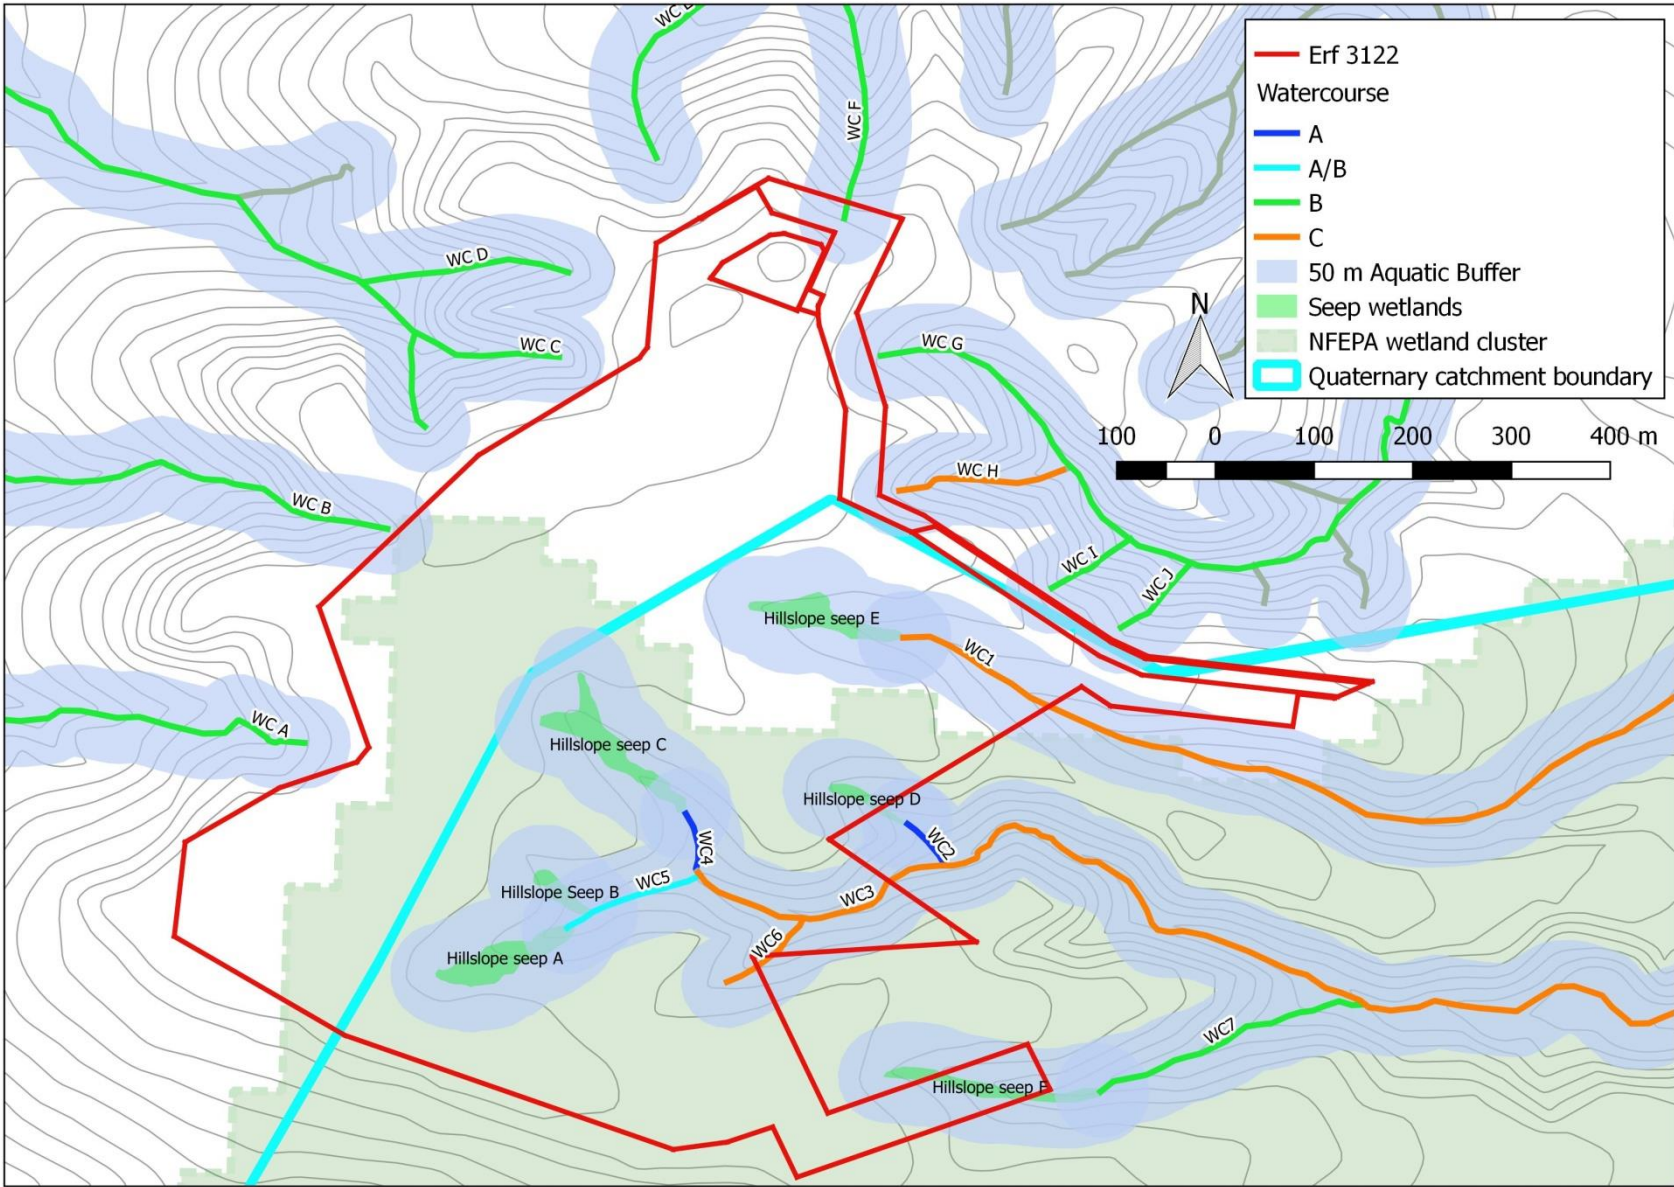 WC E
WC F
Erf 3122
Watercourse
A
A/B
B
C
50 m Aquatic Buffer
Seep wetlands
NFEPA wetland cluster
Quaternary catchment boundary
WC D
N
WC C
WC G
100 0 100 200 300 400 m
WC H
WC B
WC I
WC J
Hillslope seep E
WC1
WC A
Hillslope seep C
Hillslope seep D
WC4
WC2
WC5
Hillslope Seep B
WC3
WC6
Hillslope seep A
WC7
Hillslope seep F